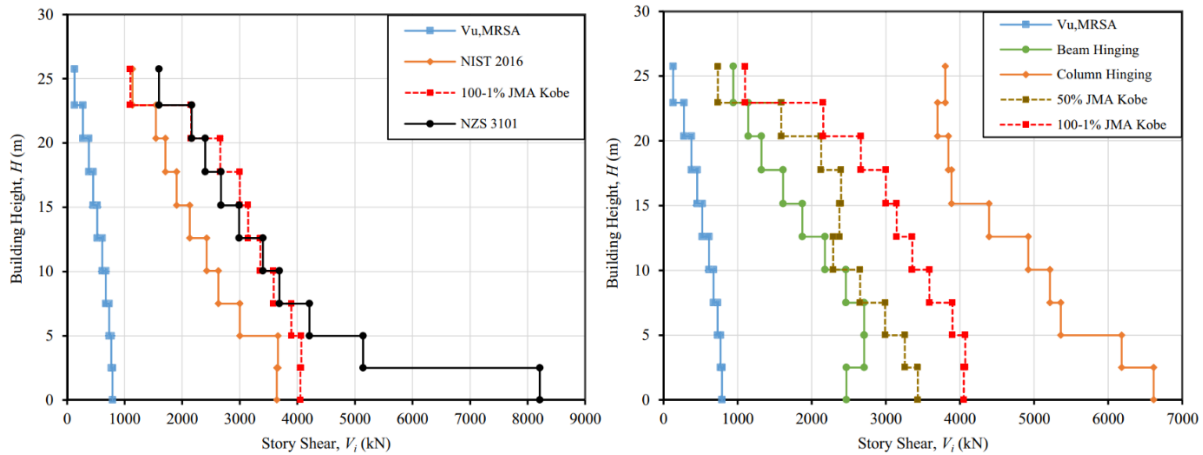 30
25
20
15
10
5
0
Building Height, H (m)
Vu,MRSA
NIST 2016
100-1% JMA Kobe
NZS 3101
0 1000 2000 3000 4000 5000 6000 7000 8000 9000
Story Shear, Vi (kN)
30
25
20
15
10
5
0
Building Height, H (m)
Vu,MRSA
Beam Hinging
Column Hinging
50% JMA Kobe
100-1% JMA Kobe
0 1000 2000 3000 4000 5000 6000 7000
Story Shear, Vi (kN)